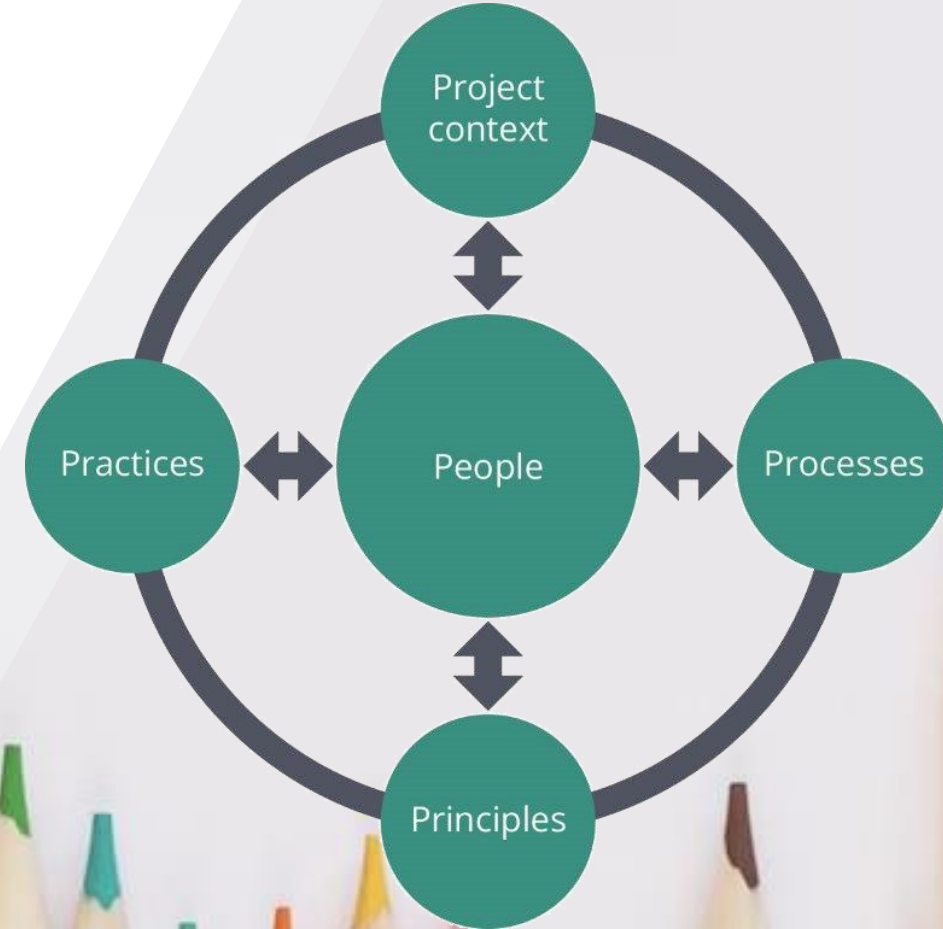 Project
context
Practices
People
Processes
Principles